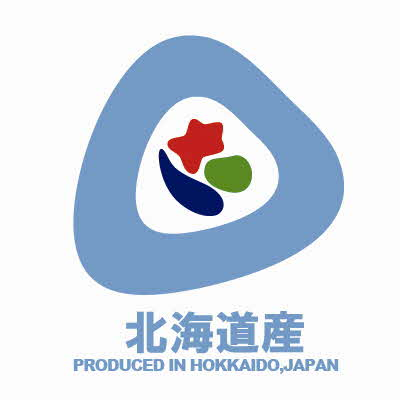 北海道産
PRODUCED IN HOKKAIDO,JAPAN